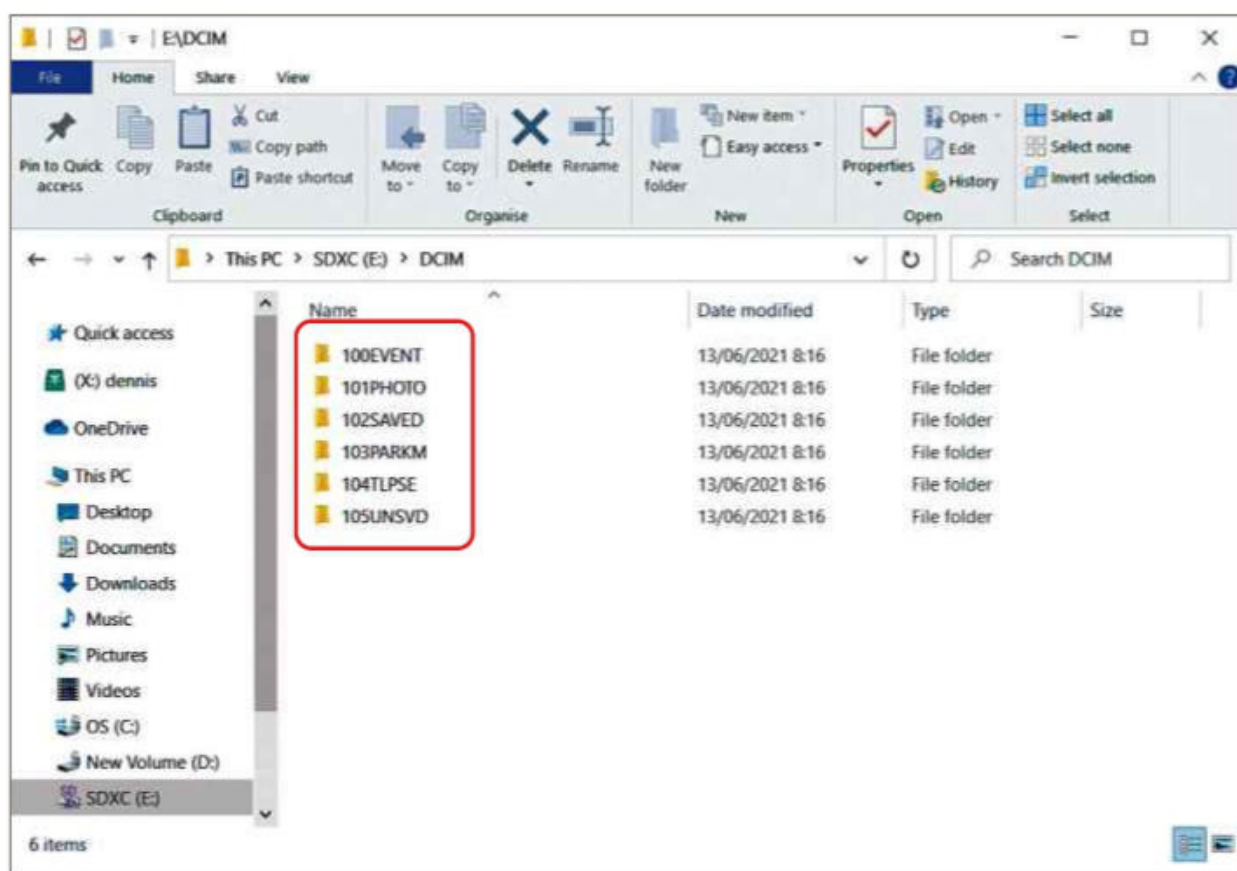 E:\DCIM
File Home Share View
Pin to Quick access
Copy
Paste
Cut
Copy path
Paste shortcut
Clipboard
Move to
Copy to
Delete
Rename
Organise
New folder
New item
Easy access
New
Properties
Open
Edit
History
Open
Select all
Select none
Invert selection
Select
This PC > SDXC (E:) > DCIM
Search DCIM
Name Date modified Type Size
100EVENT 13/06/2021 8:16 File folder
101PHOTO 13/06/2021 8:16 File folder
102SAVED 13/06/2021 8:16 File folder
103PARKM 13/06/2021 8:16 File folder
104TLPSE 13/06/2021 8:16 File folder
105UNSVD 13/06/2021 8:16 File folder
Quick access
(X:) dennis
OneDrive
This PC
Desktop
Documents
Downloads
Music
Pictures
Videos
OS (C:)
New Volume (D:)
SDXC (E:)
6 items